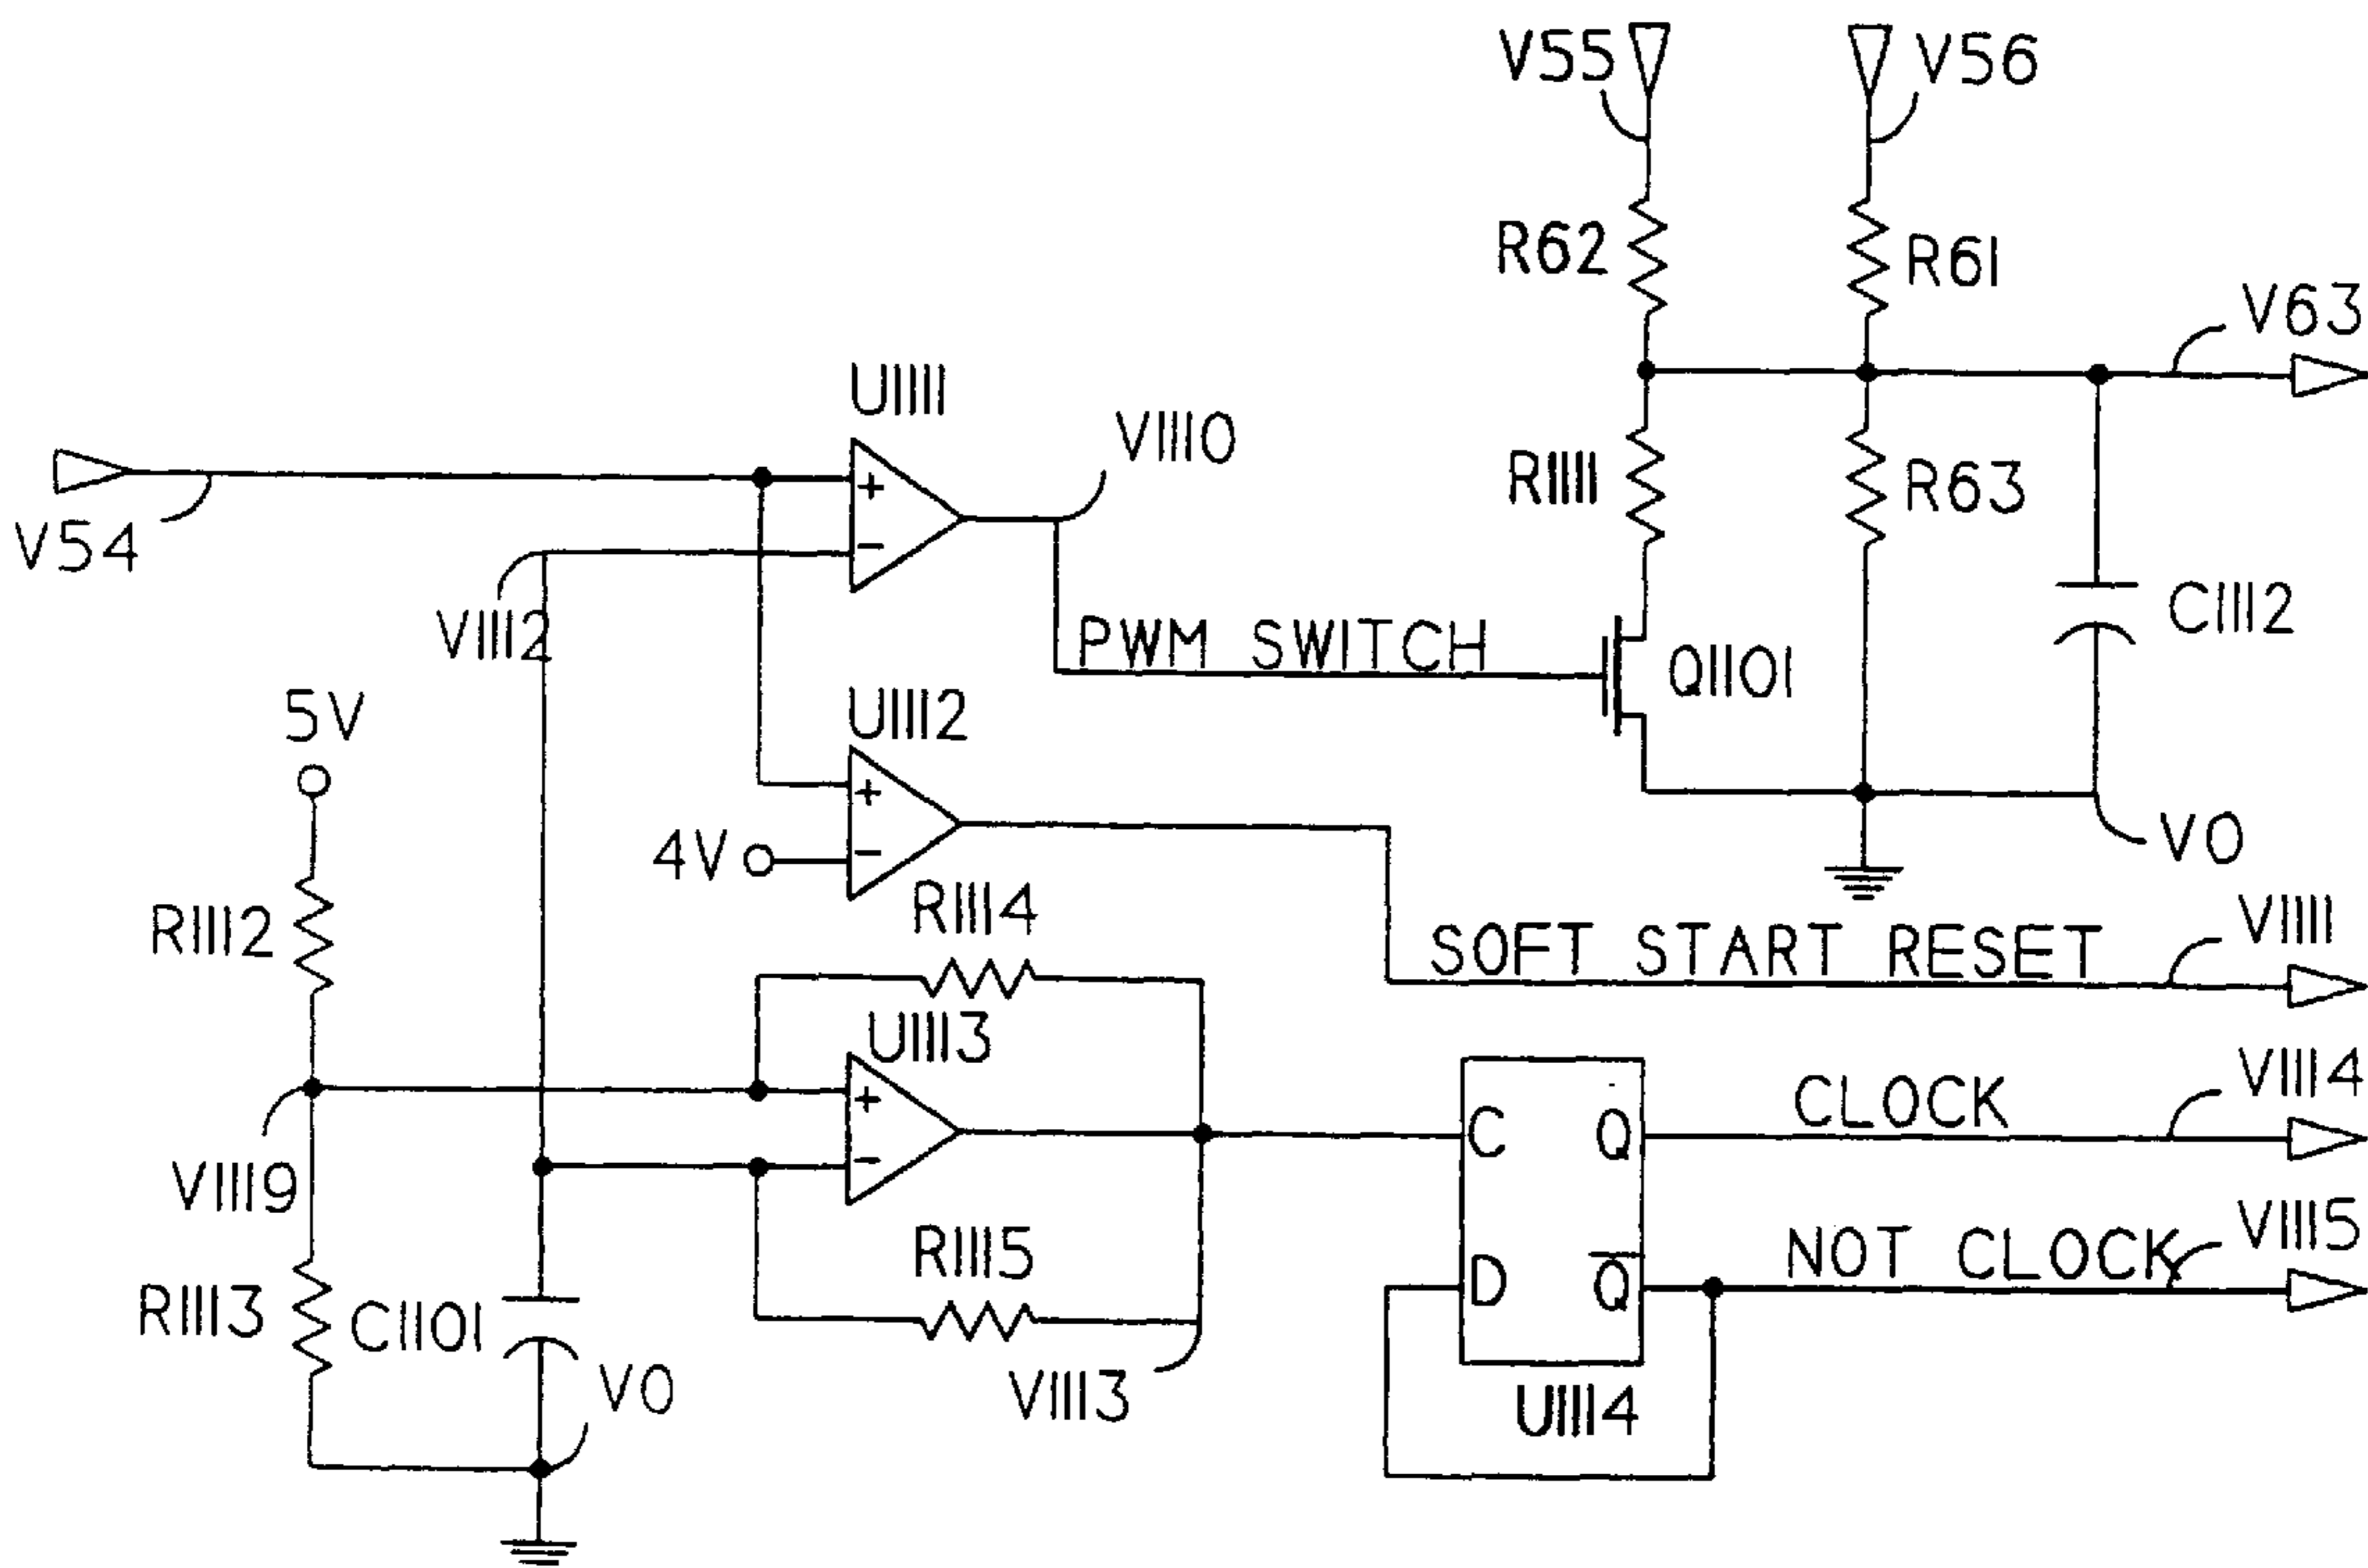 V55
V56
R62
R61
V63
U1111
V1110
R1111
R63
V54
V1112
+
−
PWM SWITCH
Q1101
C1112
5V
U1112
+
4V
−
V0
R1112
R1114
SOFT START RESET
V1111
U1113
+
−
C
Q
CLOCK
V1114
V1119
R1115
D
Q̅
NOT CLOCK
V1115
R1113
C1101
V0
V1113
U1114